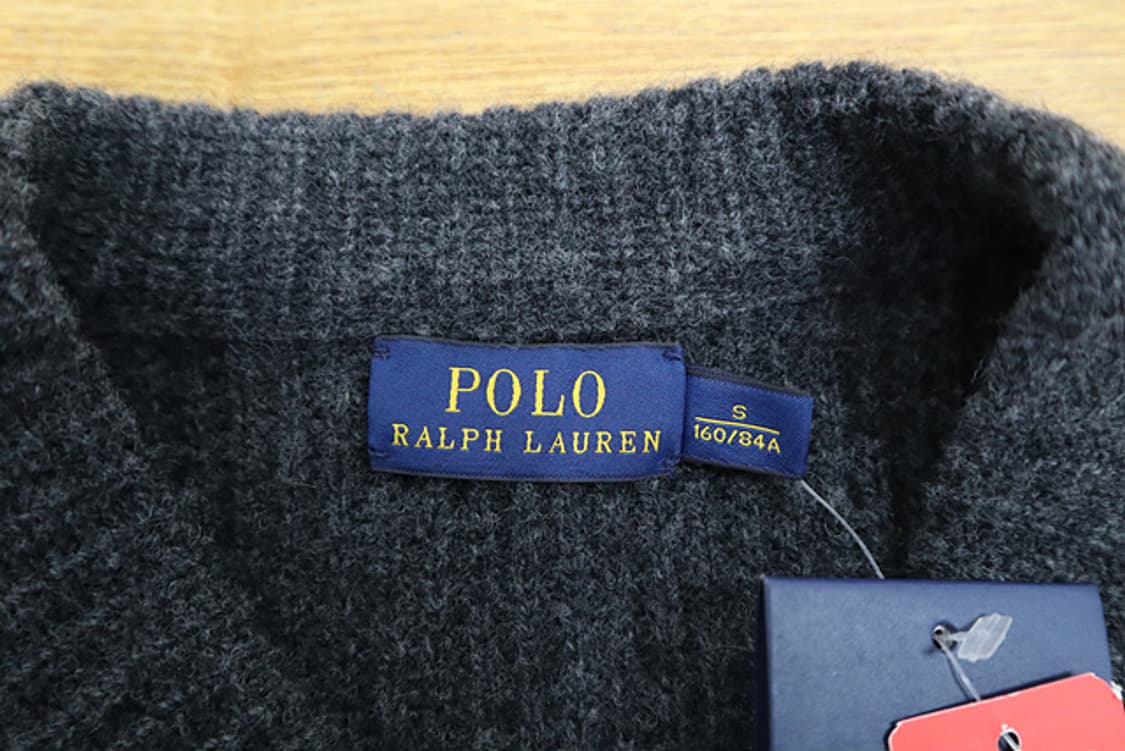 POLO
RALPH LAUREN
S
160/84A